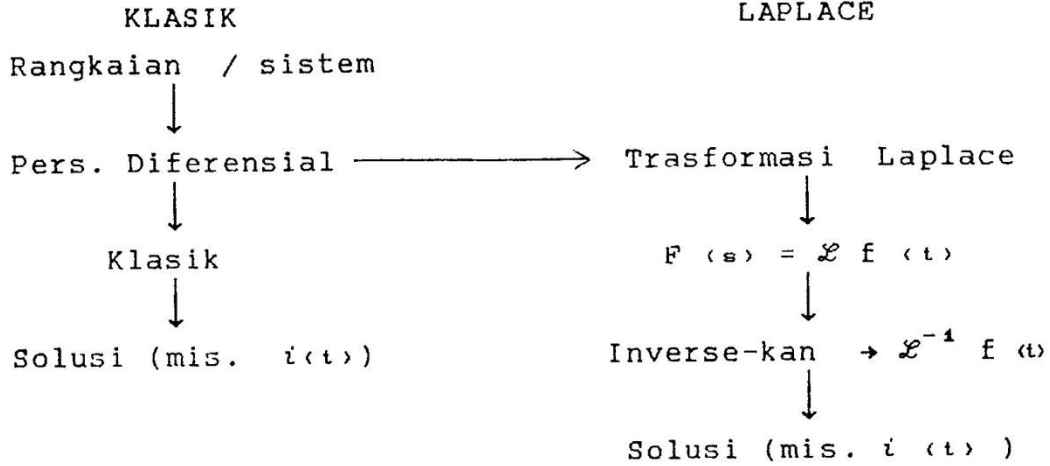 KLASIK
Rangkaian / sistem
Pers. Diferensial
Klasik
Solusi (mis. i(t))
LAPLACE
Trasformasi Laplace
F (s) = ℒ f (t)
Inverse-kan → ℒ⁻¹ f (t)
Solusi (mis. i (t) )